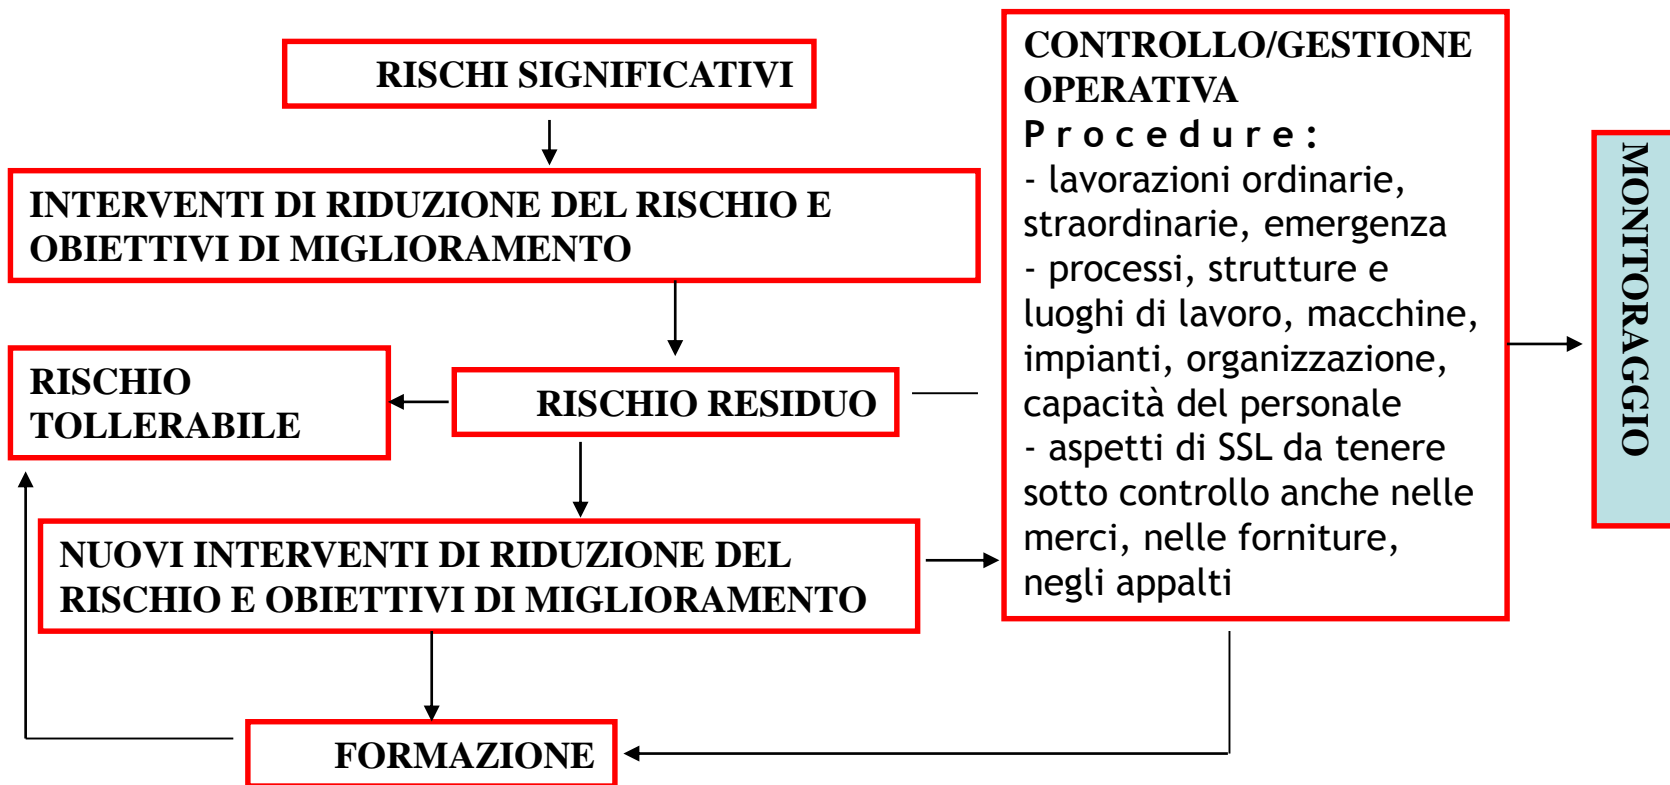 RISCHI SIGNIFICATIVI
INTERVENTI DI RIDUZIONE DEL RISCHIO E
OBIETTIVI DI MIGLIORAMENTO
RISCHIO
TOLLERABILE
RISCHIO RESIDUO
NUOVI INTERVENTI DI RIDUZIONE DEL
RISCHIO E OBIETTIVI DI MIGLIORAMENTO
FORMAZIONE
CONTROLLO/GESTIONE
OPERATIVA
P r o c e d u r e :
- lavorazioni ordinarie,
straordinarie, emergenza
- processi, strutture e
luoghi di lavoro, macchine,
impianti, organizzazione,
capacità del personale
- aspetti di SSL da tenere
sotto controllo anche nelle
merci, nelle forniture,
negli appalti
MONITORAGGIO